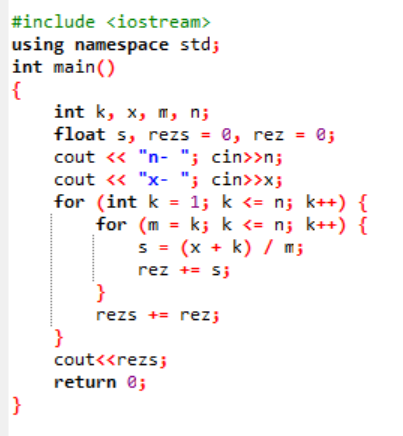 #include <iostream>
using namespace std;
int main()
{
int k, x, m, n;
float s, rezs = 0, rez = 0;
cout << "n- "; cin>>n;
cout << "x- "; cin>>x;
for (int k = 1; k <= n; k++) {
for (m = k; k <= n; k++) {
s = (x + k) / m;
rez += s;
}
rezs += rez;
}
cout<<rezs;
return 0;
}